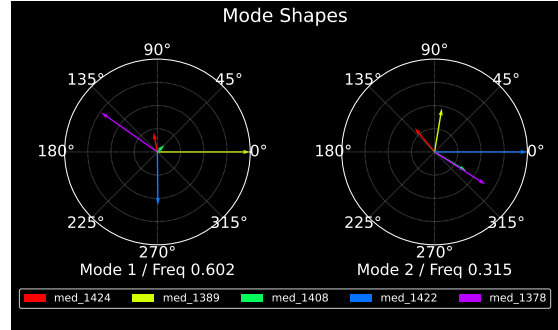 Mode Shapes
90° 90°
135° 45° 135° 45°
180° 0° 180° 0°
225° 315° 225° 315°
270° 270°
Mode 1 / Freq 0.602 Mode 2 / Freq 0.315
med_1424 med_1389 med_1408 med_1422 med_1378